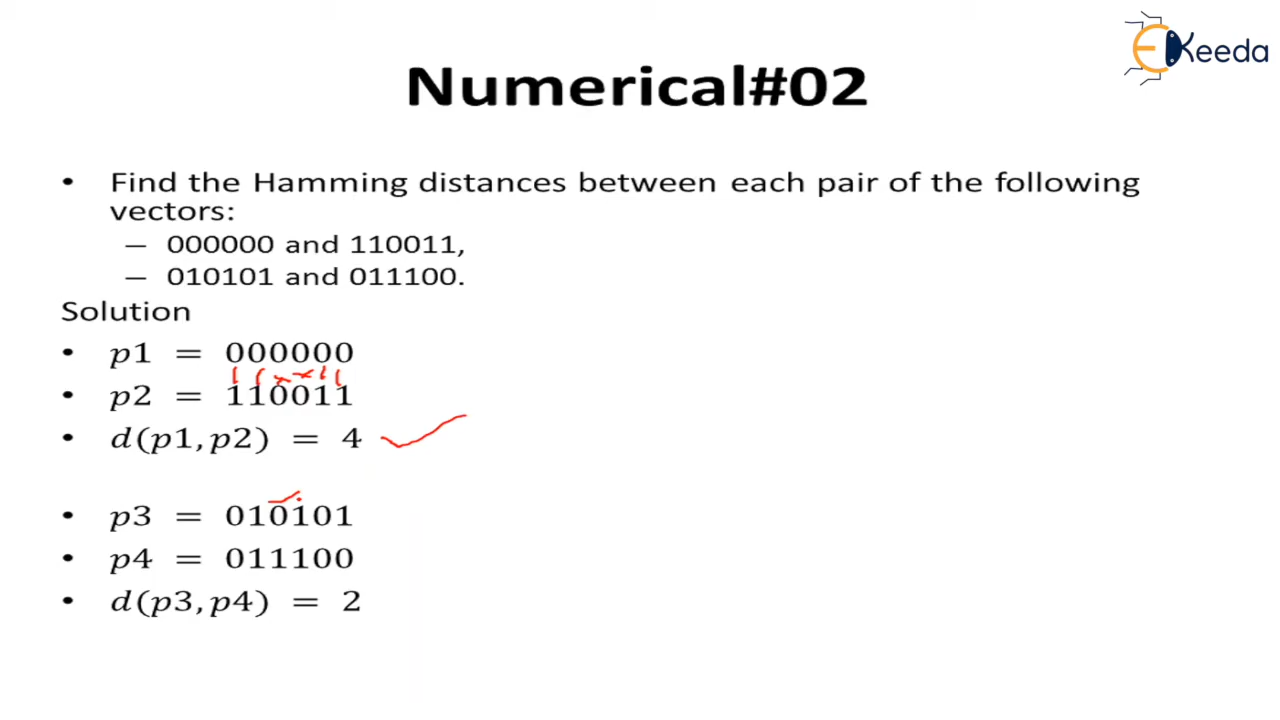 EKeeda
Numerical#02
• Find the Hamming distances between each pair of the following
vectors:
– 000000 and 110011,
– 010101 and 011100.
Solution
• p1 = 000000
• p2 = 110011
• d(p1,p2) = 4
• p3 = 010101
• p4 = 011100
• d(p3,p4) = 2